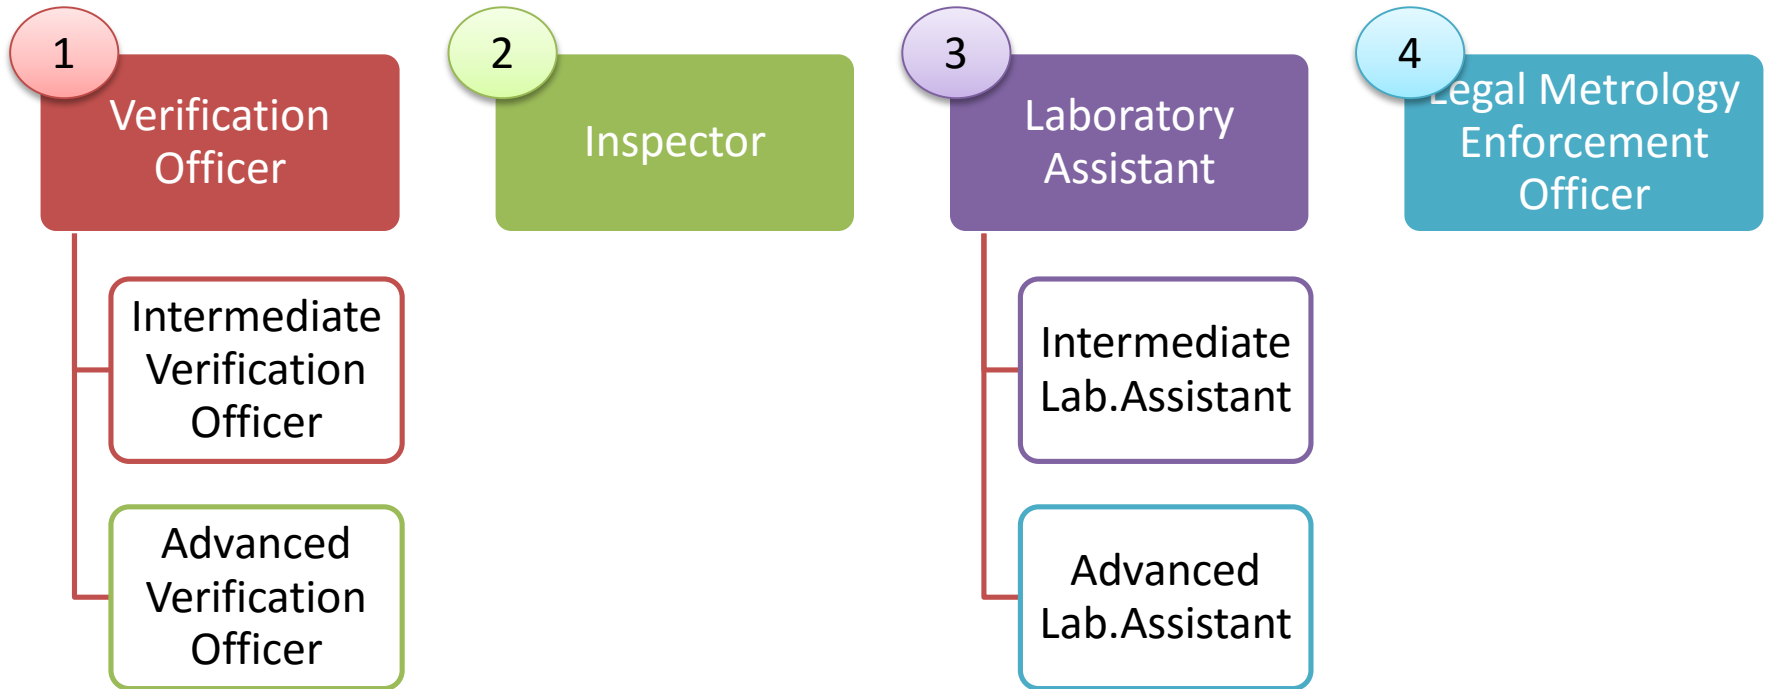 1
Verification
Officer
Intermediate
Verification
Officer
Advanced
Verification
Officer
2
Inspector
3
Laboratory
Assistant
Intermediate
Lab.Assistant
Advanced
Lab.Assistant
4
Legal Metrology
Enforcement
Officer